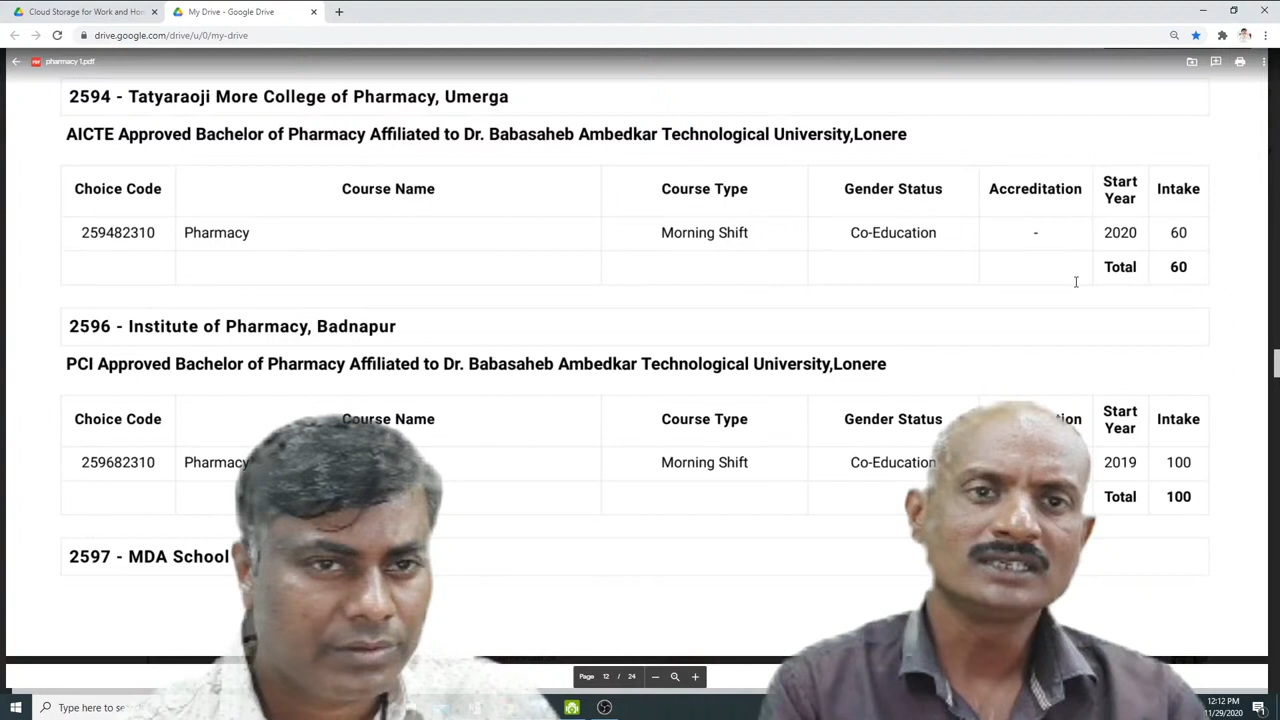 Cloud Storage for Work and Hom
My Drive - Google Drive
drive.google.com/drive/u/0/my-drive
PDF pharmacy 1.pdf
2594 - Tatyaraoji More College of Pharmacy, Umerga
AICTE Approved Bachelor of Pharmacy Affiliated to Dr. Babasaheb Ambedkar Technological University,Lonere
Choice Code Course Name Course Type Gender Status Accreditation Start Year Intake
259482310 Pharmacy Morning Shift Co-Education - 2020 60
Total 60
2596 - Institute of Pharmacy, Badnapur
PCI Approved Bachelor of Pharmacy Affiliated to Dr. Babasaheb Ambedkar Technological University,Lonere
Choice Code Course Name Course Type Gender Status ion Start Year Intake
259682310 Pharmacy Morning Shift Co-Education 2019 100
Total 100
2597 - MDA School
Page 12 / 24
Type here to se
12:12 PM
11/29/2020